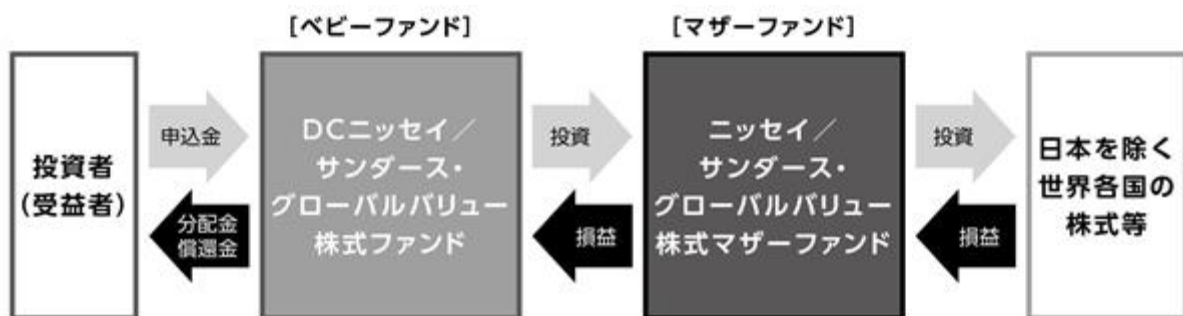 [ベビーファンド]
[マザーファンド]
投資者
(受益者)
申込金
分配金
償還金
DCニッセイ／
サンダース・
グローバルバリュー
株式ファンド
投資
損益
ニッセイ／
サンダース・
グローバルバリュー
株式マザーファンド
投資
損益
日本を除く
世界各国の
株式等